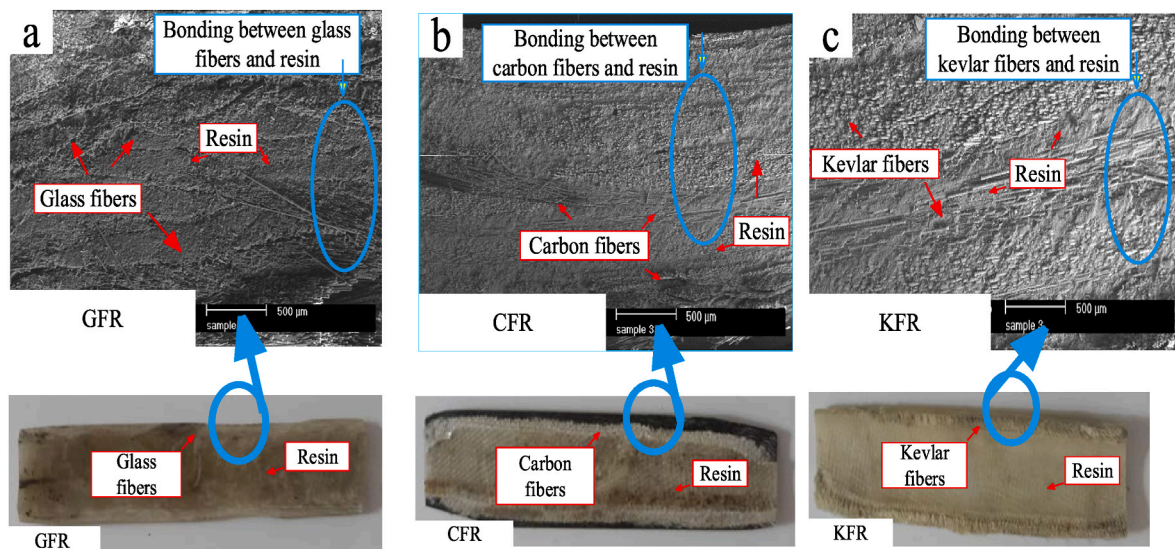 a
Bonding between glass
fibers and resin
Resin
Glass fibers
GFR
500 µm
sample 3
b
Bonding between
carbon fibers and resin
Carbon fibers
Resin
CFR
500 µm
sample 3
c
Bonding between
kevlar fibers and resin
Kevlar fibers
Resin
KFR
500 µm
sample 3
Glass
fibers
Resin
GFR
Carbon
fibers
Resin
CFR
Kevlar
fibers
Resin
KFR